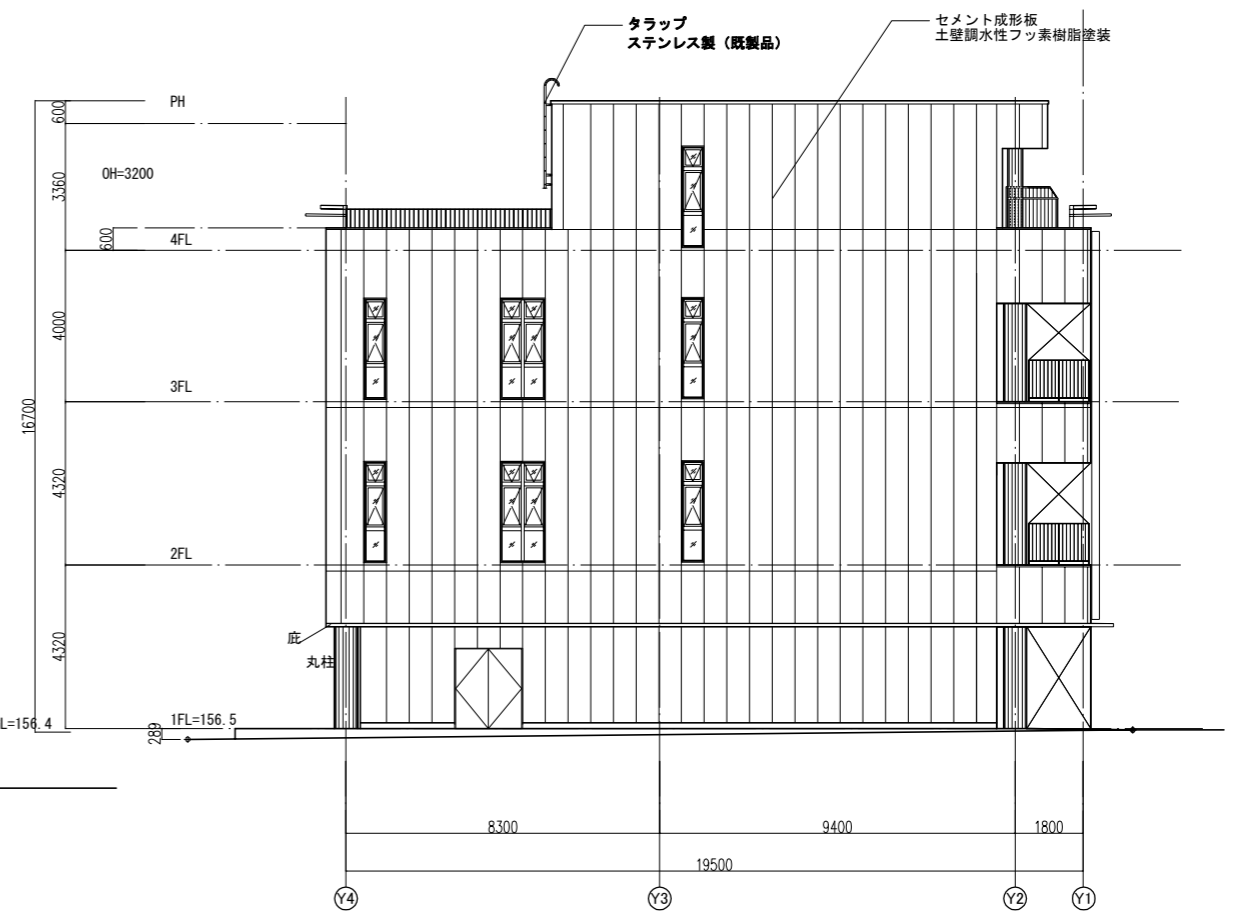 タラップ
ステンレス製（既製品）
セメント成形板
土壁調水性フッ素樹脂塗装
600
PH
3360
OH=3200
600
4FL
4000
3FL
16700
4320
2FL
4320
庇
丸柱
L=156.4
1FL=156.5
289
8300
9400
1800
19500
Y4
Y3
Y2
Y1